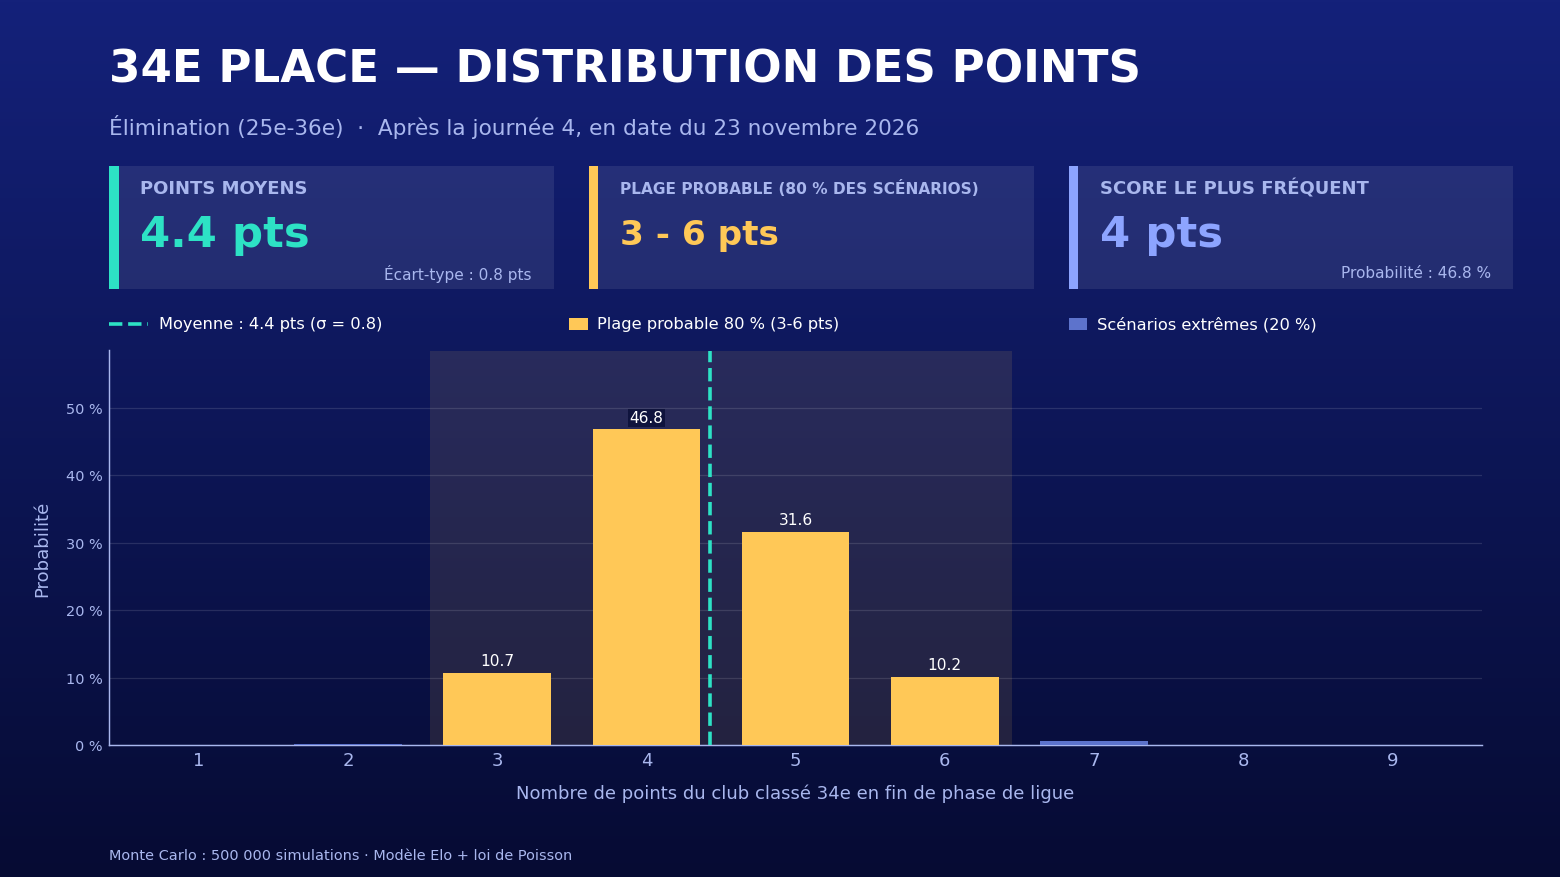 34E PLACE — DISTRIBUTION DES POINTS
Élimination (25e-36e) · Après la journée 4, en date du 23 novembre 2026
POINTS MOYENS
4.4 pts
Écart-type : 0.8 pts
PLAGE PROBABLE (80 % DES SCÉNARIOS)
3 - 6 pts
SCORE LE PLUS FRÉQUENT
4 pts
Probabilité : 46.8 %
Moyenne : 4.4 pts (σ = 0.8)
Plage probable 80 % (3-6 pts)
Scénarios extrêmes (20 %)
Probabilité
50 %
40 %
30 %
20 %
10 %
0 %
10.7
46.8
31.6
10.2
1 2 3 4 5 6 7 8 9
Nombre de points du club classé 34e en fin de phase de ligue
Monte Carlo : 500 000 simulations · Modèle Elo + loi de Poisson